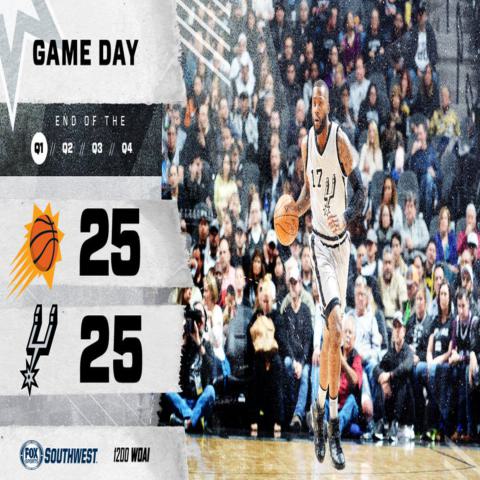 GAME DAY
END OF THE
Q1 // Q2 // Q3 // Q4
25
25
FOX SPORTS SOUTHWEST 1200 WOAI
17